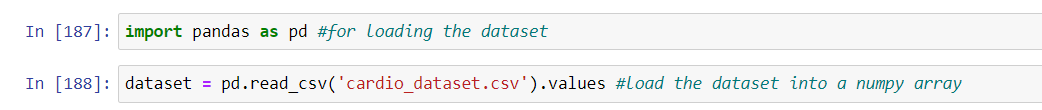 In [187]: import pandas as pd #for loading the dataset
In [188]: dataset = pd.read_csv('cardio_dataset.csv').values #load the dataset into a numpy array